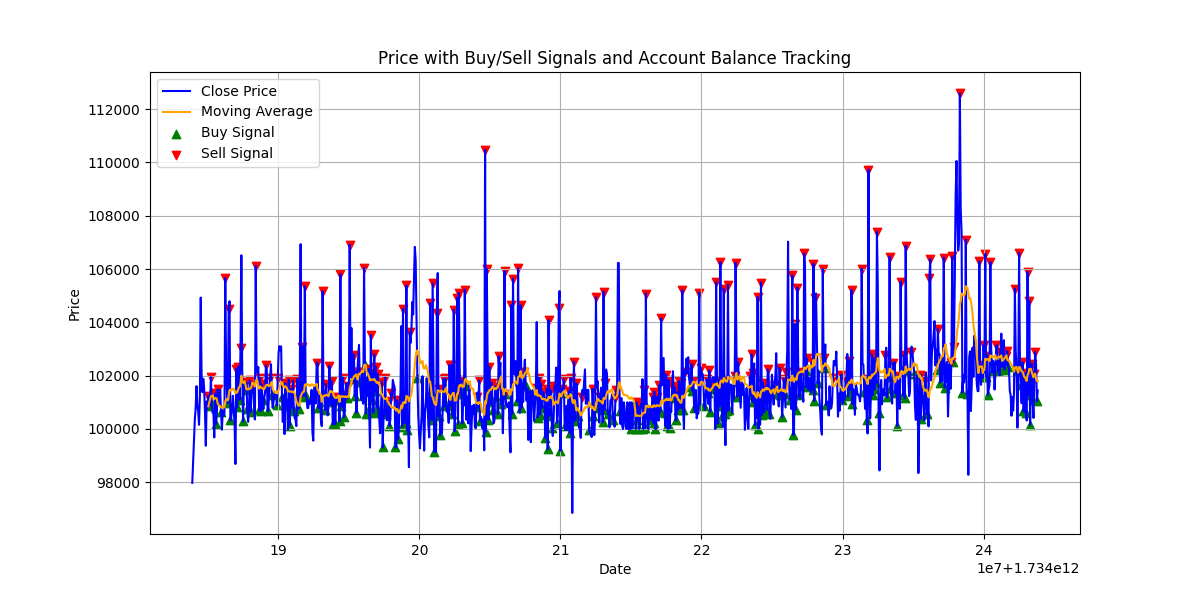 Price with Buy/Sell Signals and Account Balance Tracking
Close Price
Moving Average
Buy Signal
Sell Signal
Price
112000
110000
108000
106000
104000
102000
100000
98000
19 20 21 22 23 24
Date
1e7+1.734e12